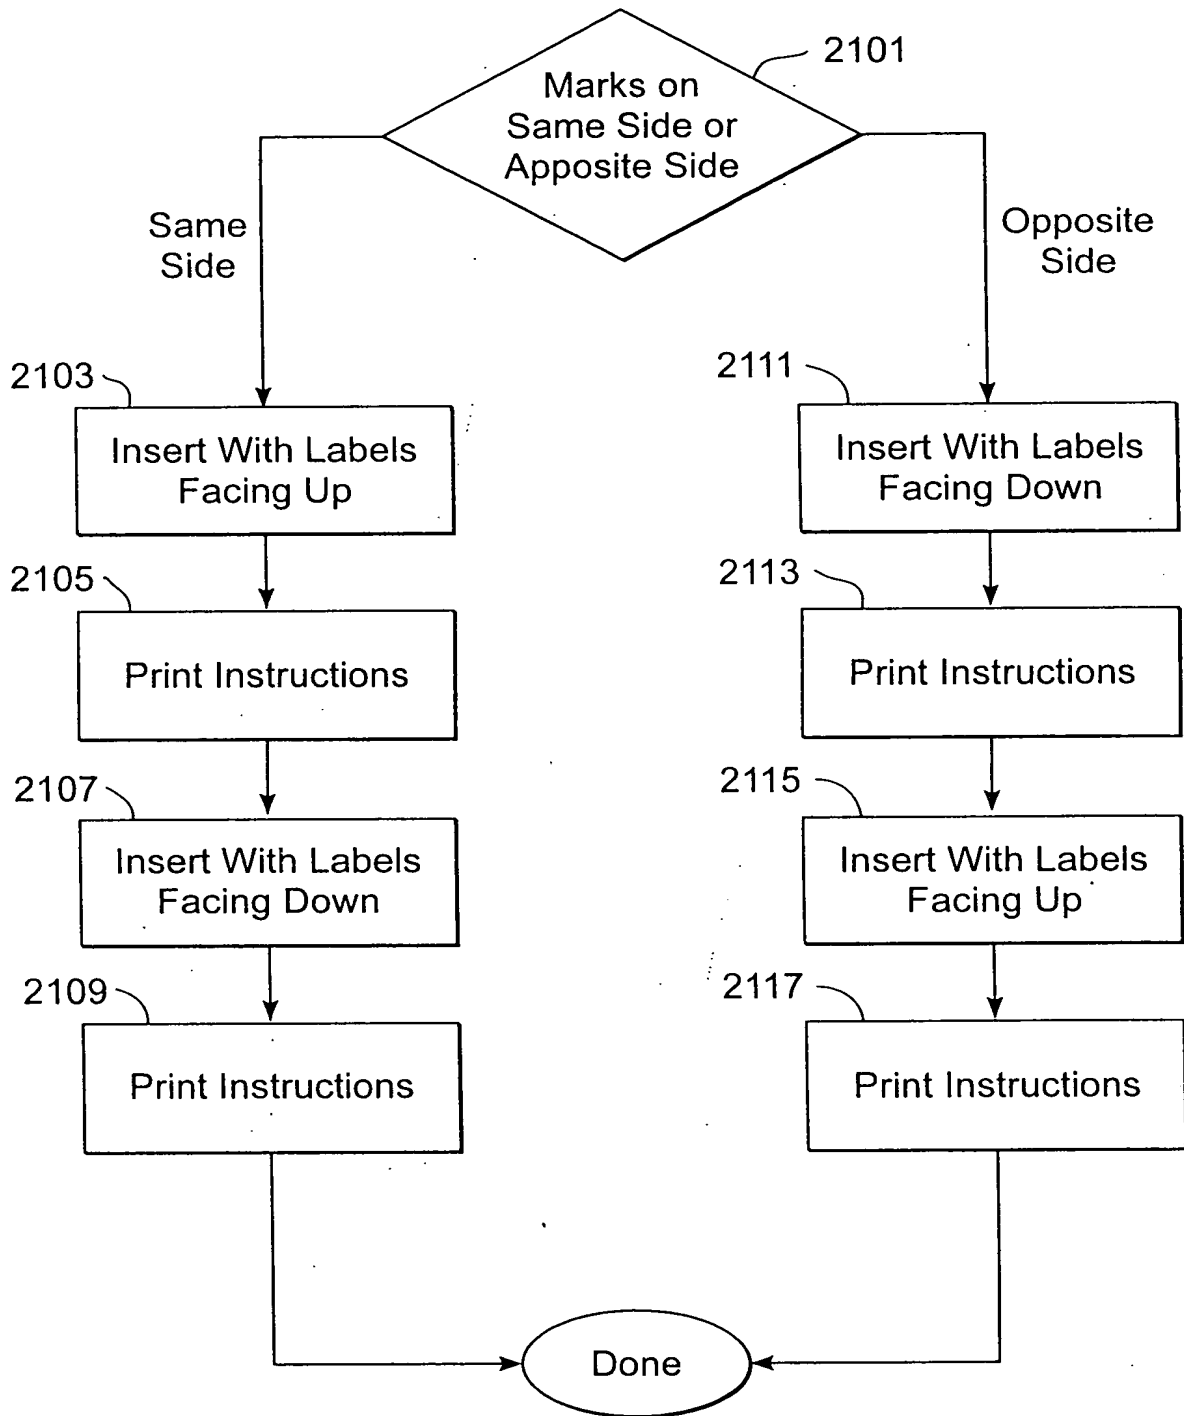 2101
Marks on
Same Side or
Apposite Side
Same
Side
Opposite
Side
2103
Insert With Labels
Facing Up
2111
Insert With Labels
Facing Down
2105
Print Instructions
2113
Print Instructions
2107
Insert With Labels
Facing Down
2115
Insert With Labels
Facing Up
2109
Print Instructions
2117
Print Instructions
Done